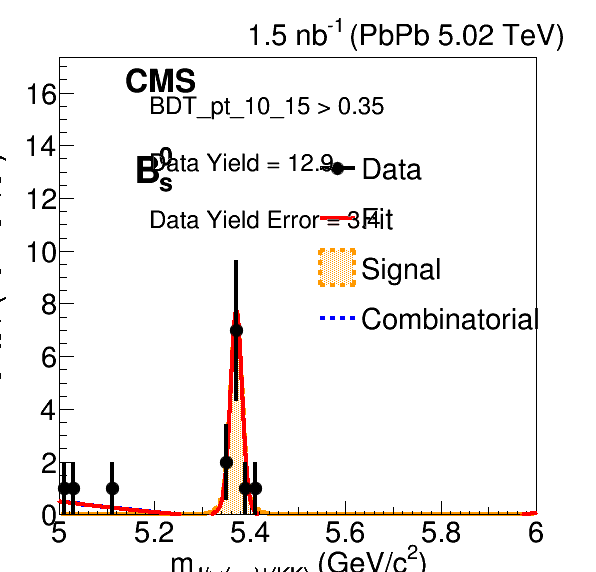 1.5 nb⁻¹ (PbPb 5.02 TeV)
CMS
BDT_pt_10_15 > 0.35
B⁰ₛ
Data Yield = 12.9
Data Yield Error = 3.4
Data
Fit
Signal
Combinatorial
16
14
12
10
8
6
4
2
0
5 5.2 5.4 5.6 5.8 6
(GeV/c²)